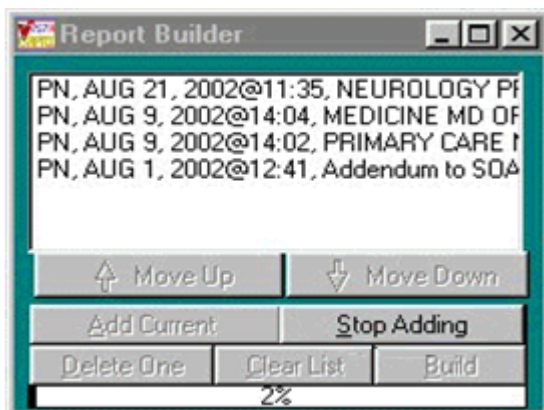 Report Builder
PN, AUG 21, 2002@11:35, NEUROLOGY
PN, AUG 9, 2002@14:04, MEDICINE MD
PN, AUG 9, 2002@14:02, PRIMARY CARE
PN, AUG 1, 2002@12:41, Addendum to
Move Up Move Down
Add Current Stop Adding
Delete One Clear List Build
2%